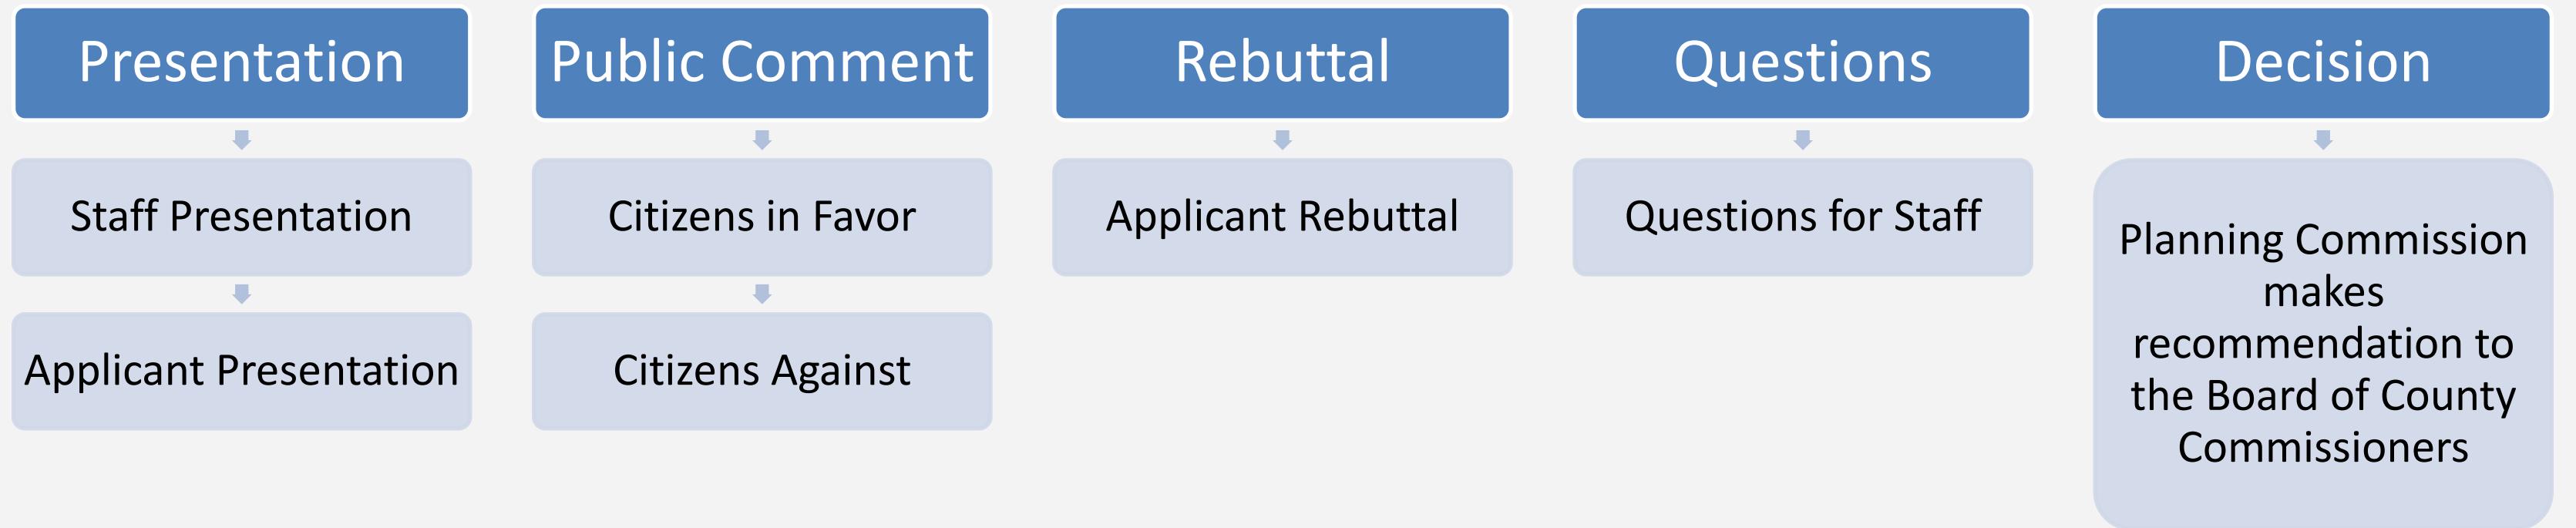 Presentation
Staff Presentation
Applicant Presentation
Public Comment
Citizens in Favor
Citizens Against
Rebuttal
Applicant Rebuttal
Questions
Questions for Staff
Decision
Planning Commission
makes
recommendation to
the Board of County
Commissioners